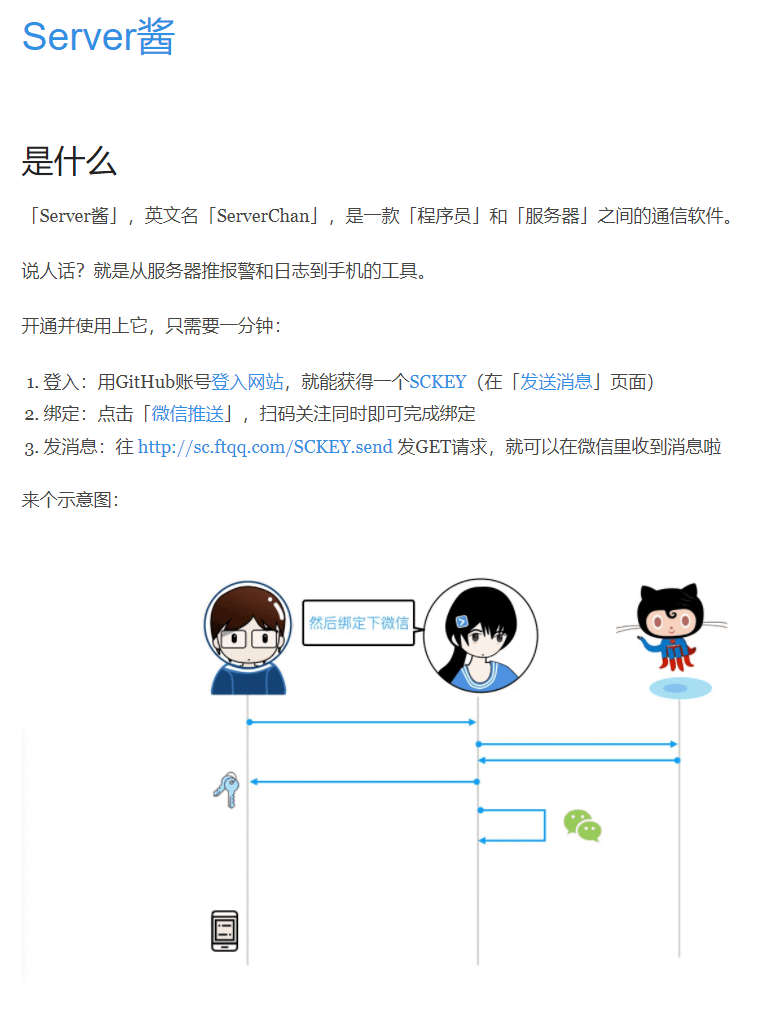 Server酱
是什么
「Server酱」，英文名「ServerChan」，是一款「程序员」和「服务器」之间的通信软件。
说人话？就是从服务器推报警和日志到手机的工具。
开通并使用上它，只需要一分钟：
1. 登入：用GitHub账号登入网站，就能获得一个SCKEY（在「发送消息」页面）
2. 绑定：点击「微信推送」，扫码关注同时即可完成绑定
3. 发消息：往 http://sc.ftqq.com/SCKEY.send 发GET请求，就可以在微信里收到消息啦
来个示意图：
然后绑定下微信